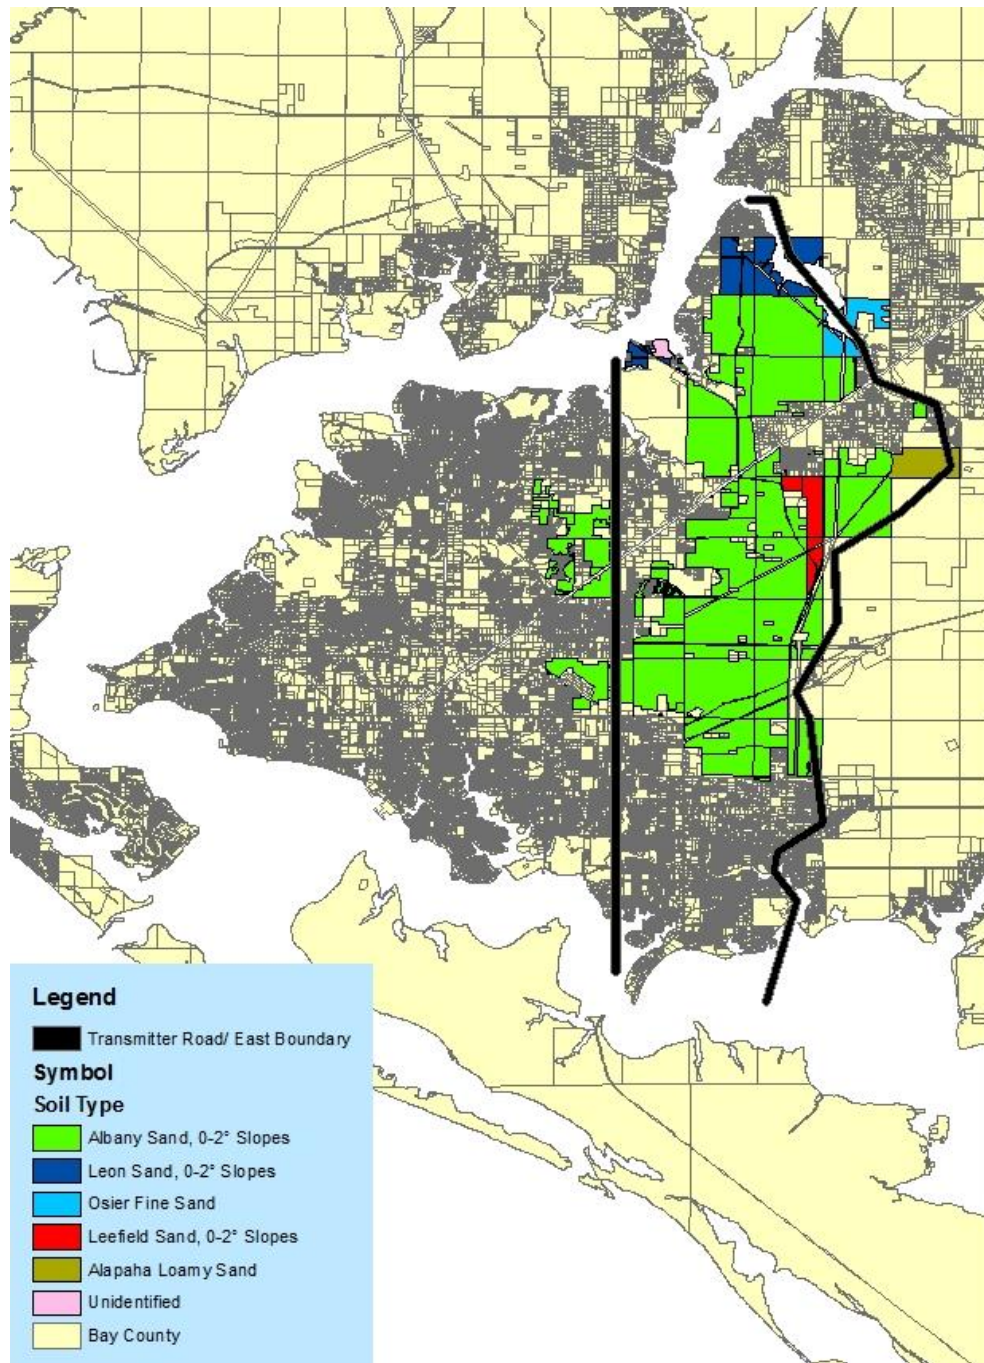 Legend
Transmitter Road/ East Boundary
Symbol
Soil Type
Albany Sand, 0-2° Slopes
Leon Sand, 0-2° Slopes
Osier Fine Sand
Leefield Sand, 0-2° Slopes
Alapaha Loamy Sand
Unidentified
Bay County